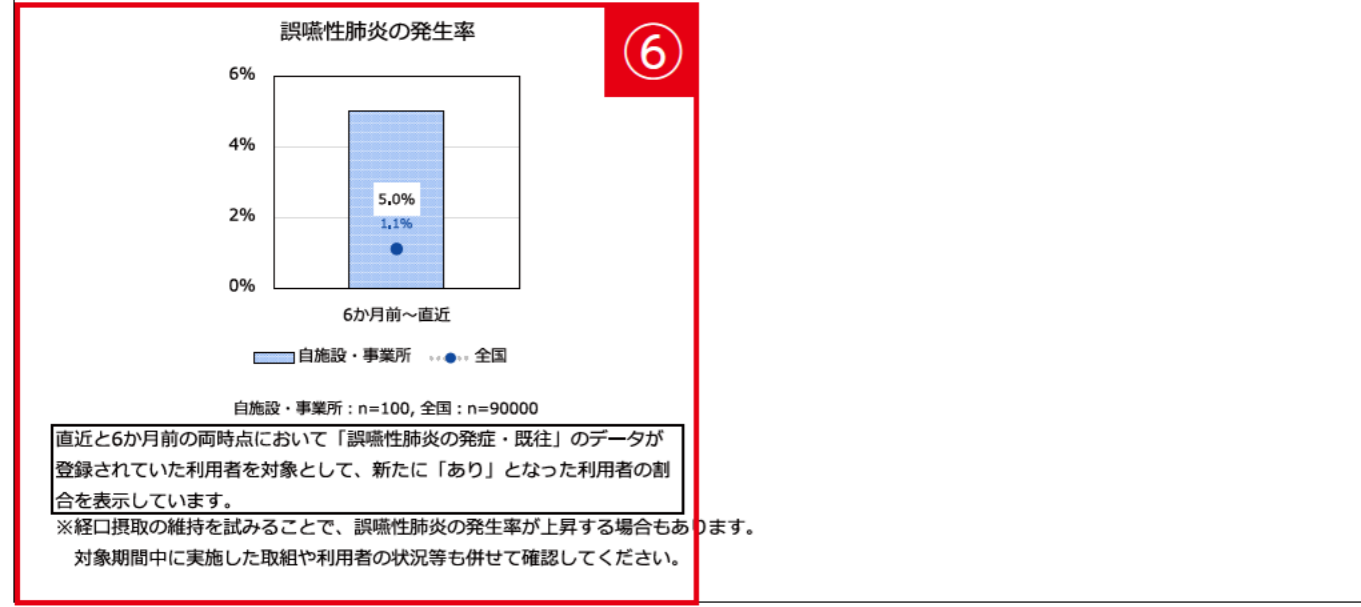 誤嚥性肺炎の発生率
⑥
6%
4%
5.0%
2%
1.1%
0%
6か月前～直近
自施設・事業所 全国
自施設・事業所：n=100, 全国：n=90000
直近と6か月前の両時点において「誤嚥性肺炎の発症・既往」のデータが
登録されていた利用者を対象として、新たに「あり」となった利用者の割
合を表示しています。
※経口摂取の維持を試みることで、誤嚥性肺炎の発生率が上昇する場合もあります。
対象期間中に実施した取組や利用者の状況等も併せて確認してください。